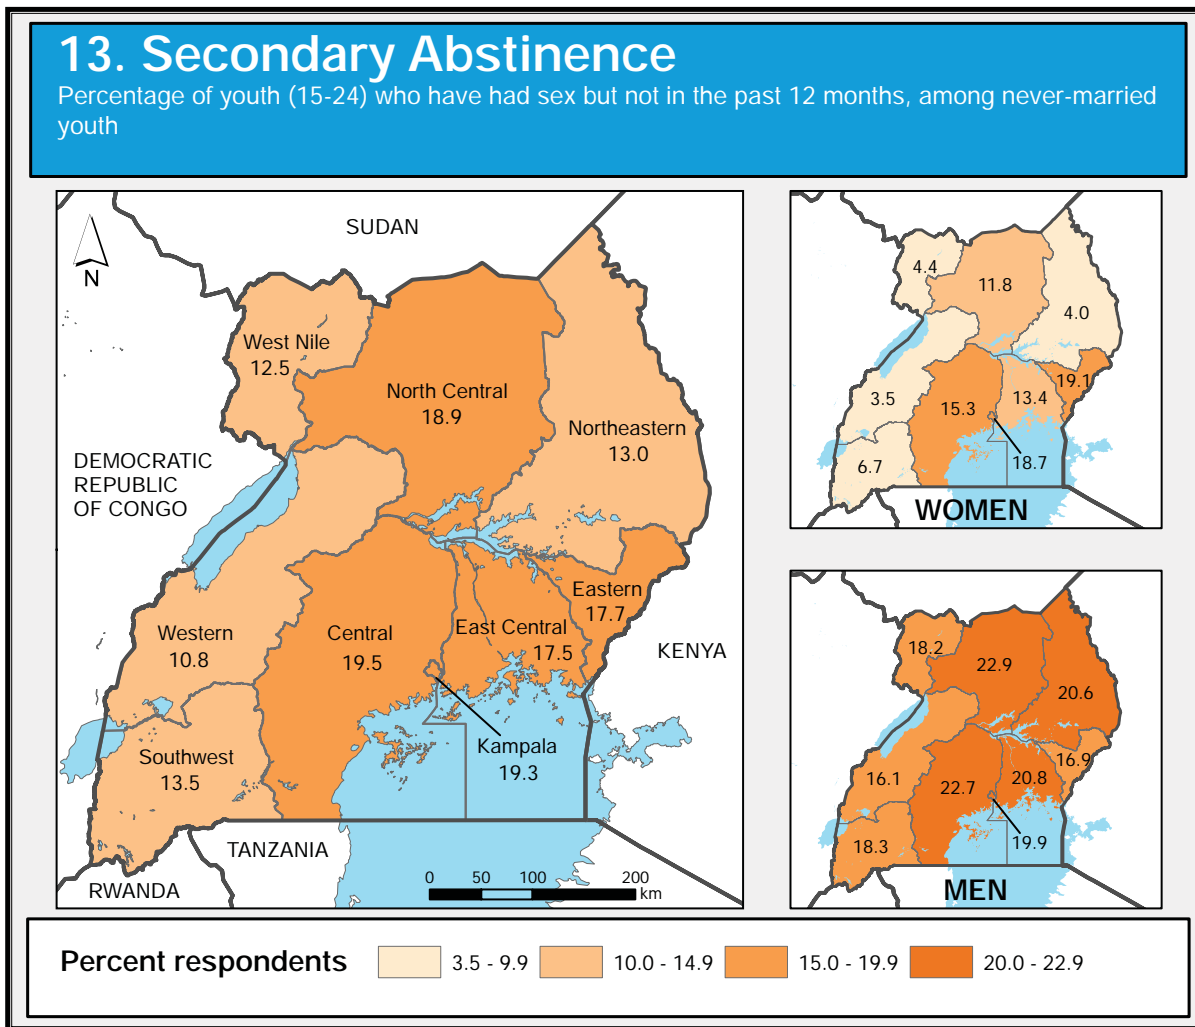 13. Secondary Abstinence
Percentage of youth (15-24) who have had sex but not in the past 12 months, among never-married
youth
SUDAN
N
West Nile
12.5
North Central
18.9
Northeastern
13.0
DEMOCRATIC
REPUBLIC
OF CONGO
Eastern
17.7
Western
10.8
Central
19.5
East Central
17.5
KENYA
Kampala
19.3
Southwest
13.5
TANZANIA
RWANDA
0 50 100 200
km
4.4
11.8
4.0
3.5
15.3
13.4
19.1
6.7
18.7
WOMEN
18.2
22.9
20.6
16.1
22.7
20.8
16.9
18.3
19.9
MEN
Percent respondents 3.5 - 9.9 10.0 - 14.9 15.0 - 19.9 20.0 - 22.9